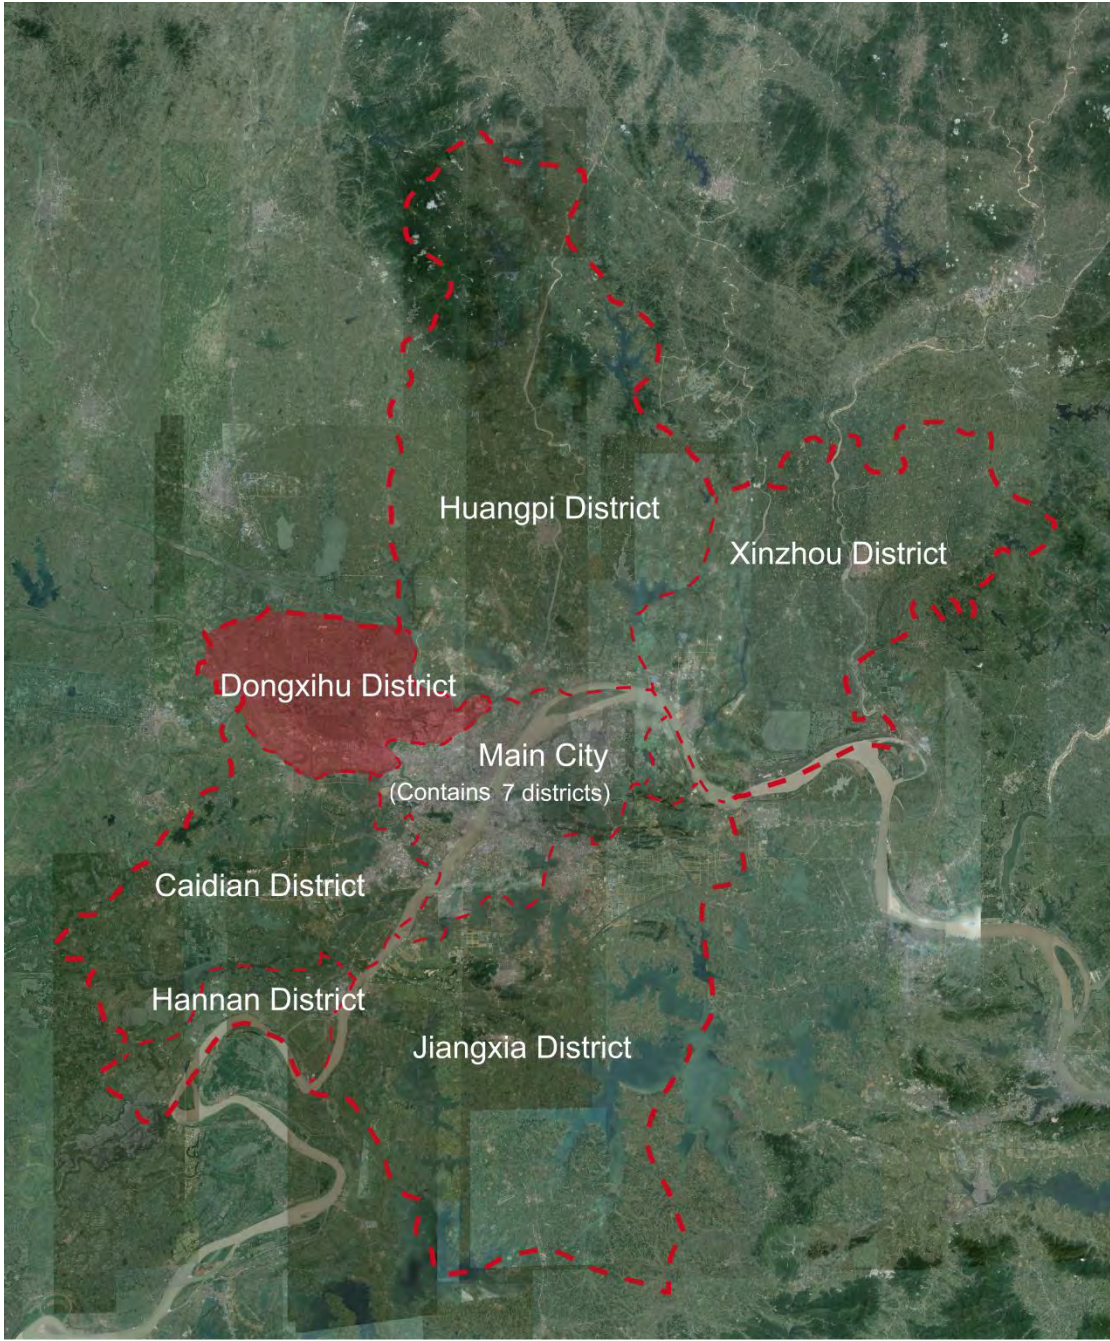 Huangpi District
Xinzhou District
Dongxihu District
Main City
(Contains 7 districts)
Caidian District
Hannan District
Jiangxia District